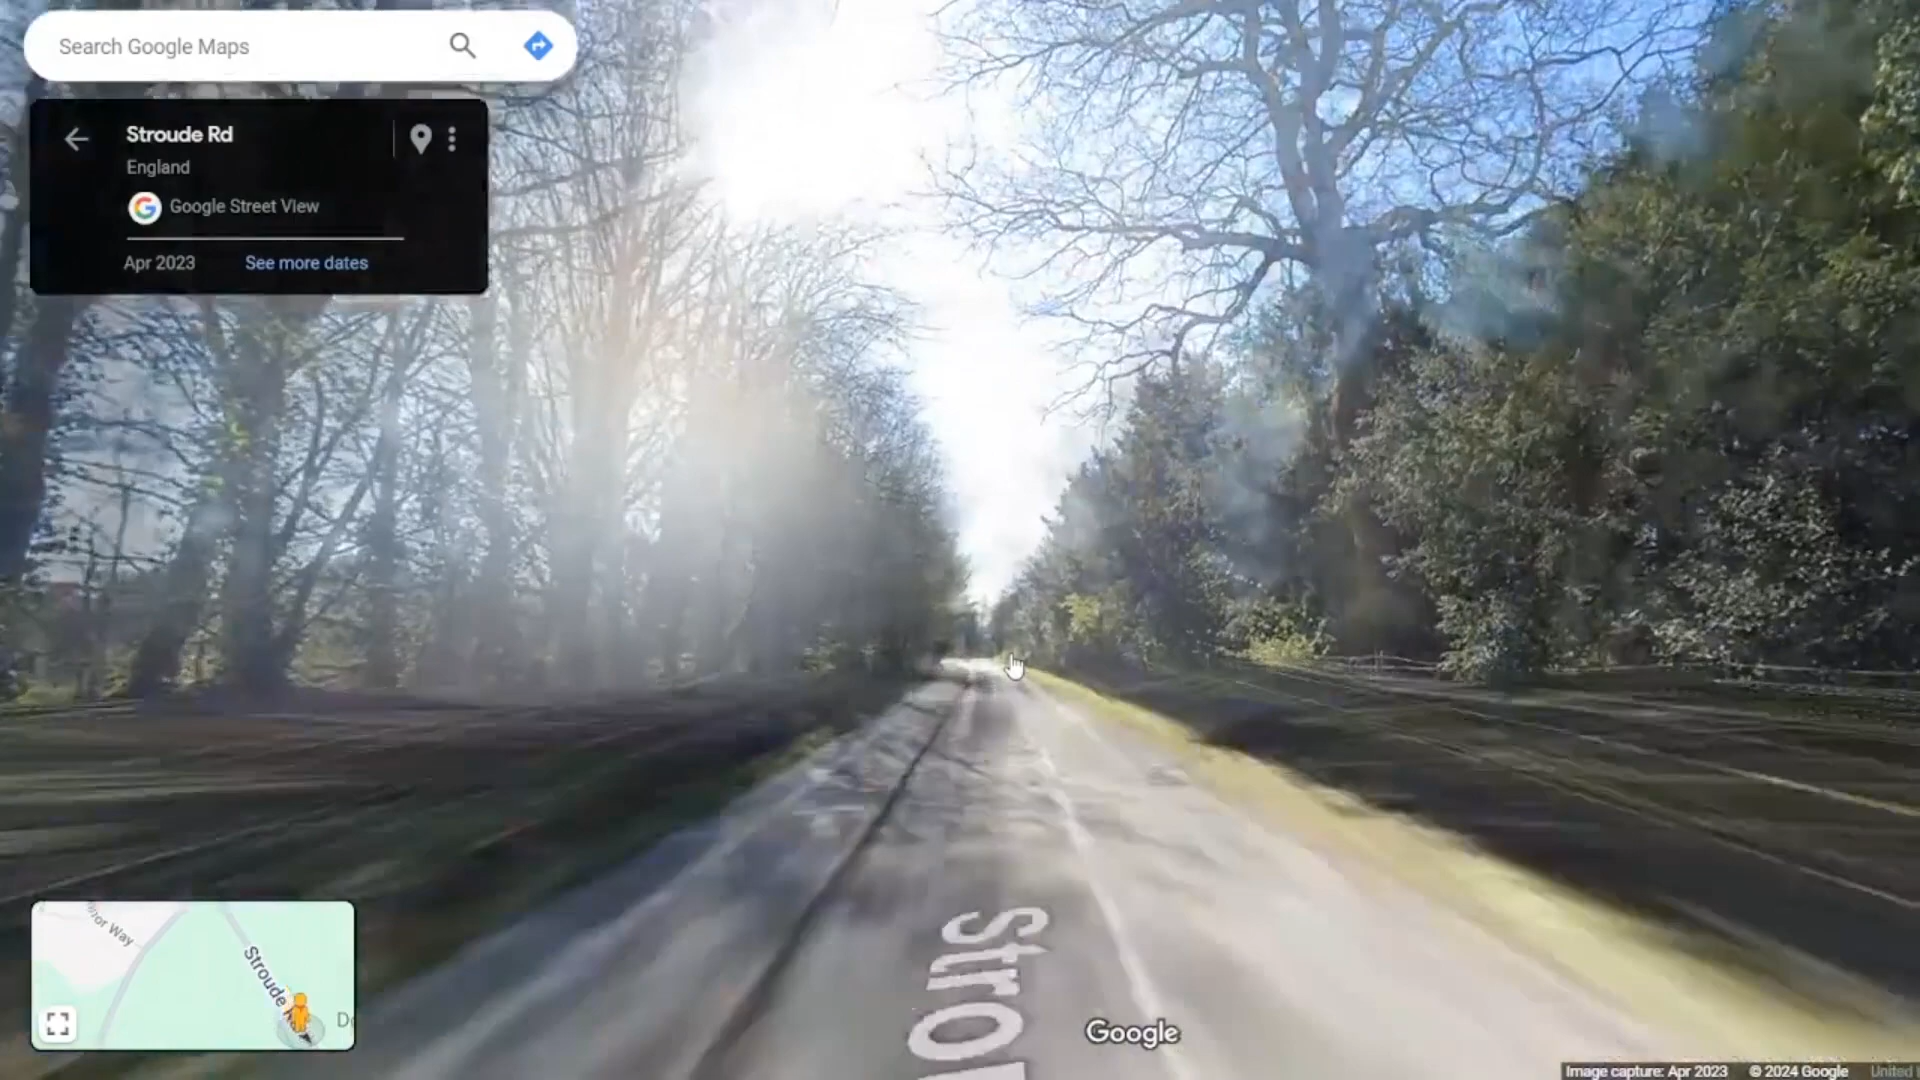 Search Google Maps
Stroude Rd
England
Google Street View
Apr 2023
See more dates
Stroude
Google
Image capture: Apr 2023 © 2024 Google United